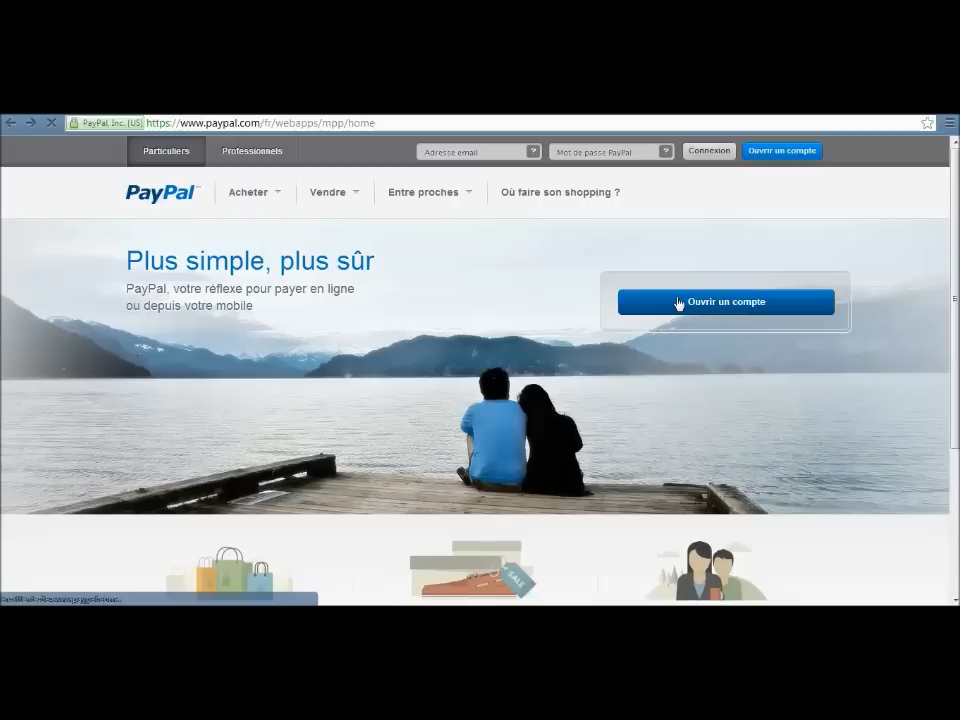 PayPal, Inc. [US] https://www.paypal.com/fr/webapps/mpp/home
Particuliers Professionnels Adresse email ? Mot de passe PayPal ? Connexion Ouvrir un compte
PayPal Acheter Vendre Entre proches Où faire son shopping ?
Plus simple, plus sûr
PayPal, votre réflexe pour payer en ligne
ou depuis votre mobile
Ouvrir un compte
SALE